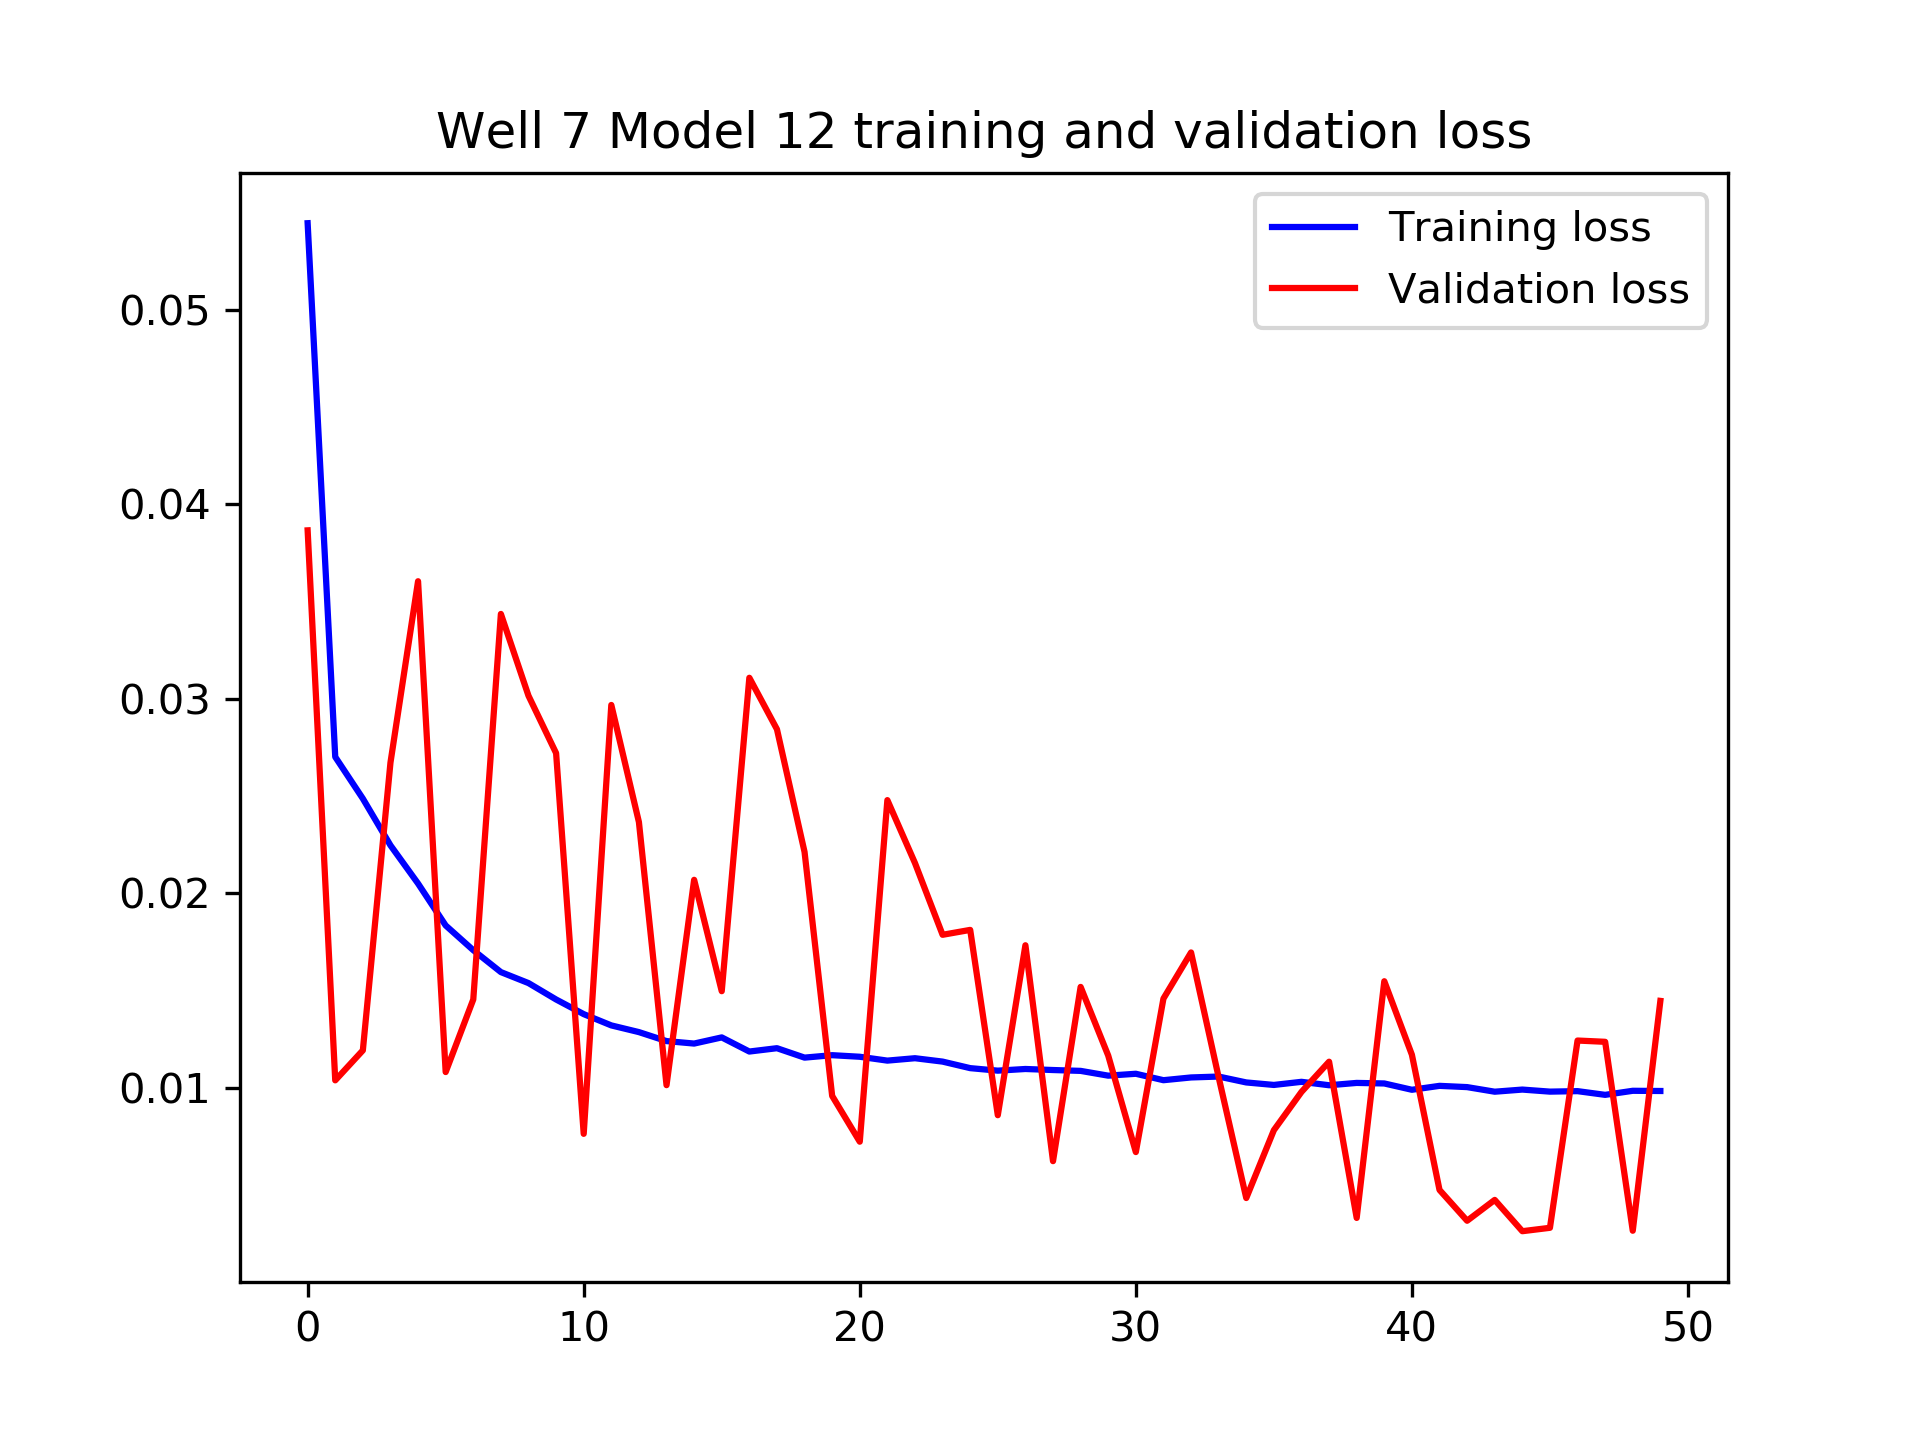 Well 7 Model 12 training and validation loss
Training loss
Validation loss
0.05
0.04
0.03
0.02
0.01
0 10 20 30 40 50